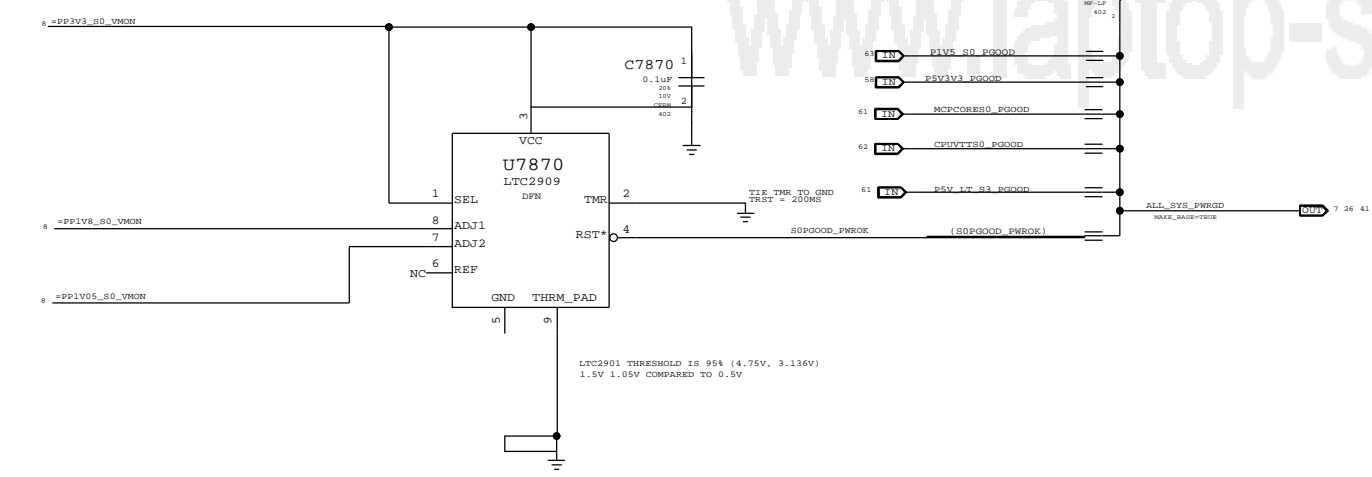 www.laptop-s
MF-LF
402
2
8 =PP3V3_S0_VMON
63 IN P1V5_S0_PGOOD
C7870 1
0.1uF
20%
10V
CERM 2
402
58 IN P5V3V3_PGOOD
61 IN MCPCORES0_PGOOD
3
VCC
U7870
LTC2909
DFN
62 IN CPUVTTS0_PGOOD
1 SEL
TMR 2
TIE TMR TO GND
TRST = 200MS
61 IN P5V_LT_S3_PGOOD
ALL_SYS_PWRGD OUT 7 26 41
MAKE_BASE=TRUE
8 =PP1V8_S0_VMON 8 ADJ1
7 ADJ2
RST* 4 S0PGOOD_PWROK (S0PGOOD_PWROK)
NC 6 REF
8 =PP1V05_S0_VMON
GND THRM_PAD
5 9
LTC2901 THRESHOLD IS 95% (4.75V, 3.136V)
1.5V 1.05V COMPARED TO 0.5V